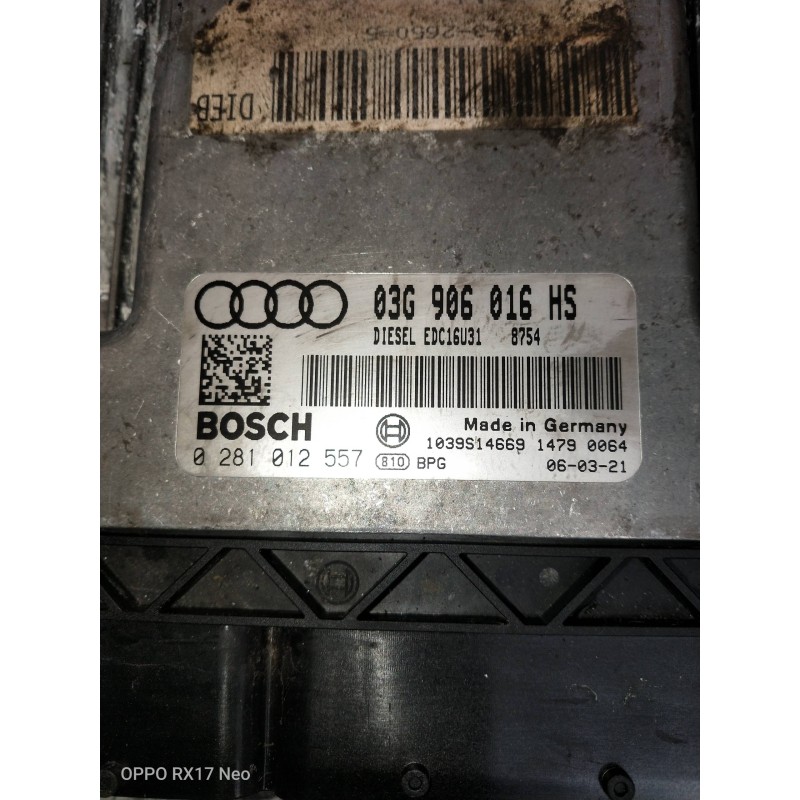 DIEB
03G 906 016 HS
DIESEL EDC16U31 8754
BOSCH
Made in Germany
1039S14669 1479 0064
0 281 012 557 810 BPG 06-03-21
OPPO RX17 Neo